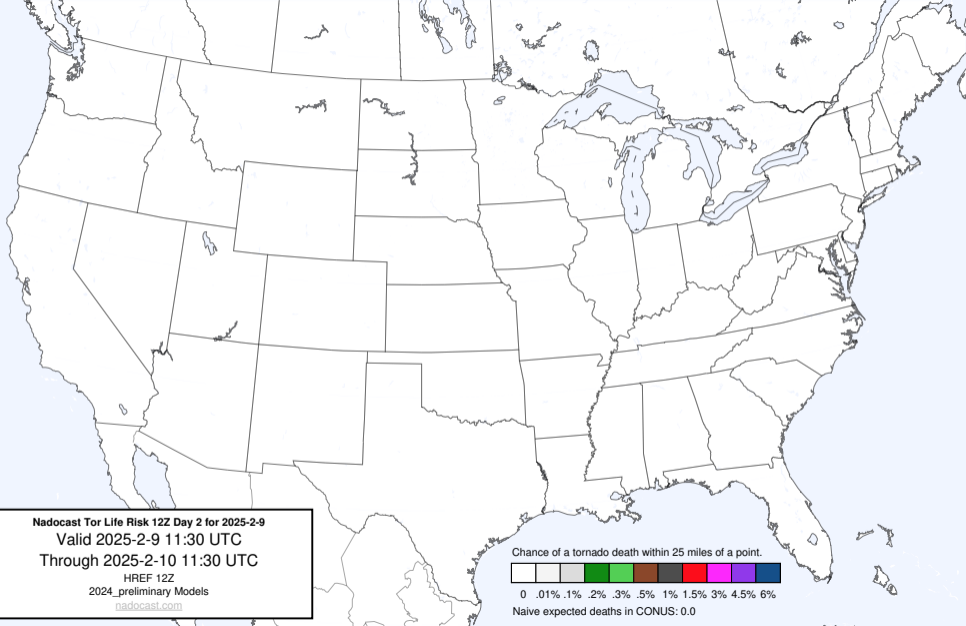 Nadocast Tor Life Risk 12Z Day 2 for 2025-2-9
Valid 2025-2-9 11:30 UTC
Through 2025-2-10 11:30 UTC
HREF 12Z
2024_preliminary Models
nadocast.com
Chance of a tornado death within 25 miles of a point.
0 .01% .1% .2% .3% .5% 1% 1.5% 3% 4.5% 6%
Naive expected deaths in CONUS: 0.0